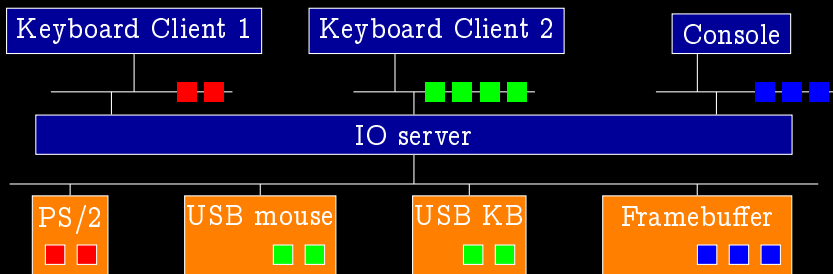 Keyboard Client 1
Keyboard Client 2
Console
IO server
PS/2
USB mouse
USB KB
Framebuffer